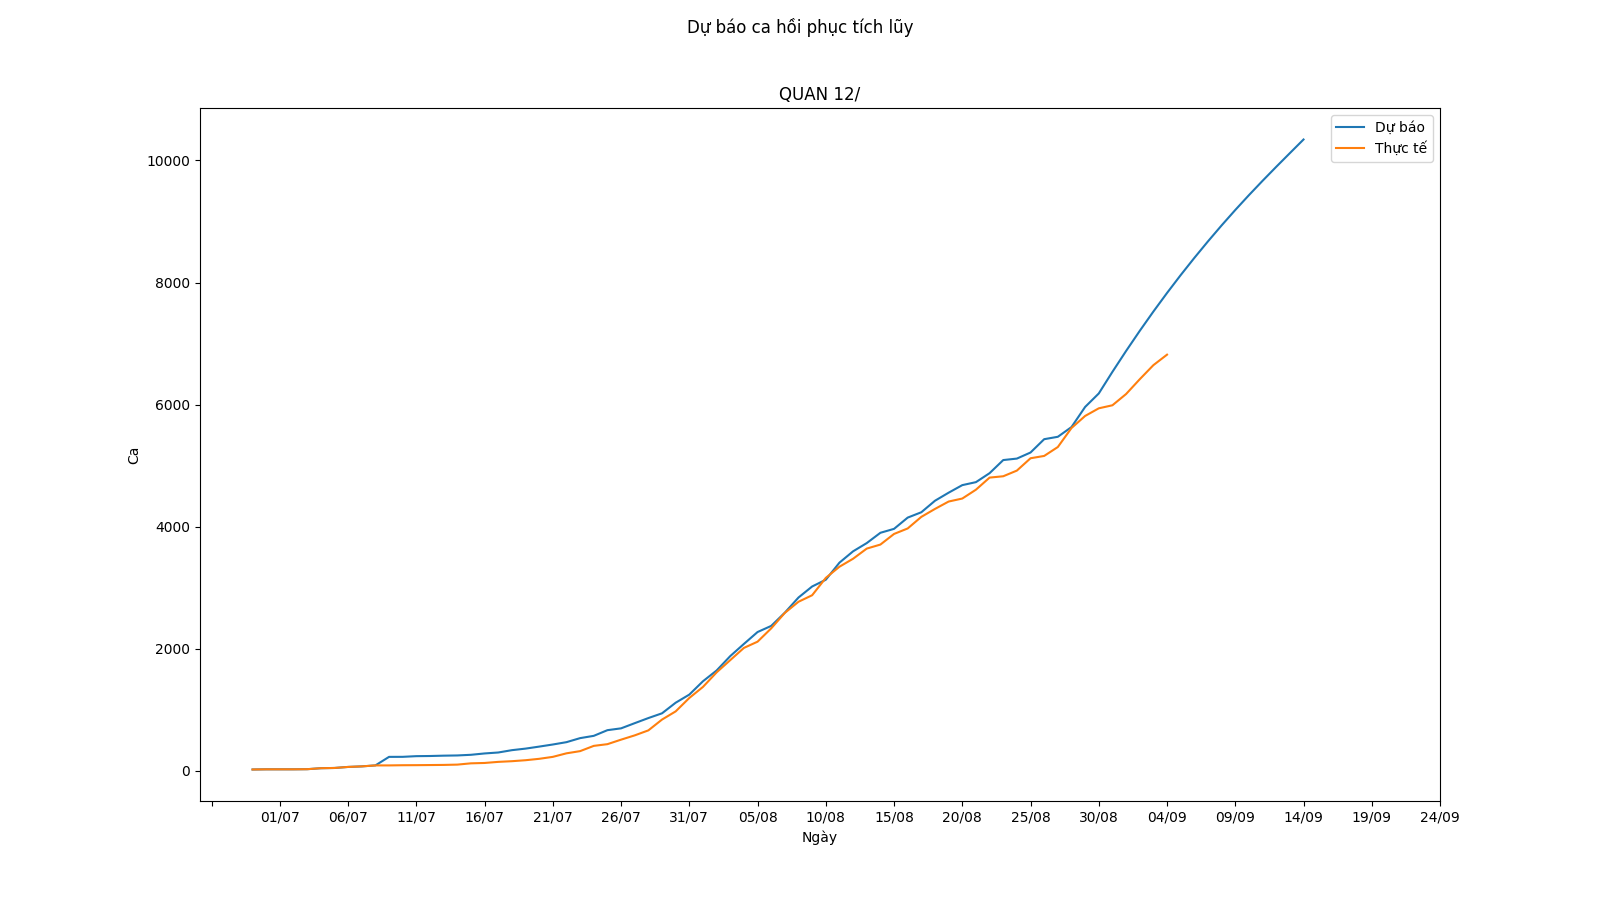 Dự báo ca hồi phục tích lũy
QUAN 12/
Dự báo
Thực tế
10000
8000
6000
4000
2000
0
Ca
01/07 06/07 11/07 16/07 21/07 26/07 31/07 05/08 10/08 15/08 20/08 25/08 30/08 04/09 09/09 14/09 19/09 24/09
Ngày